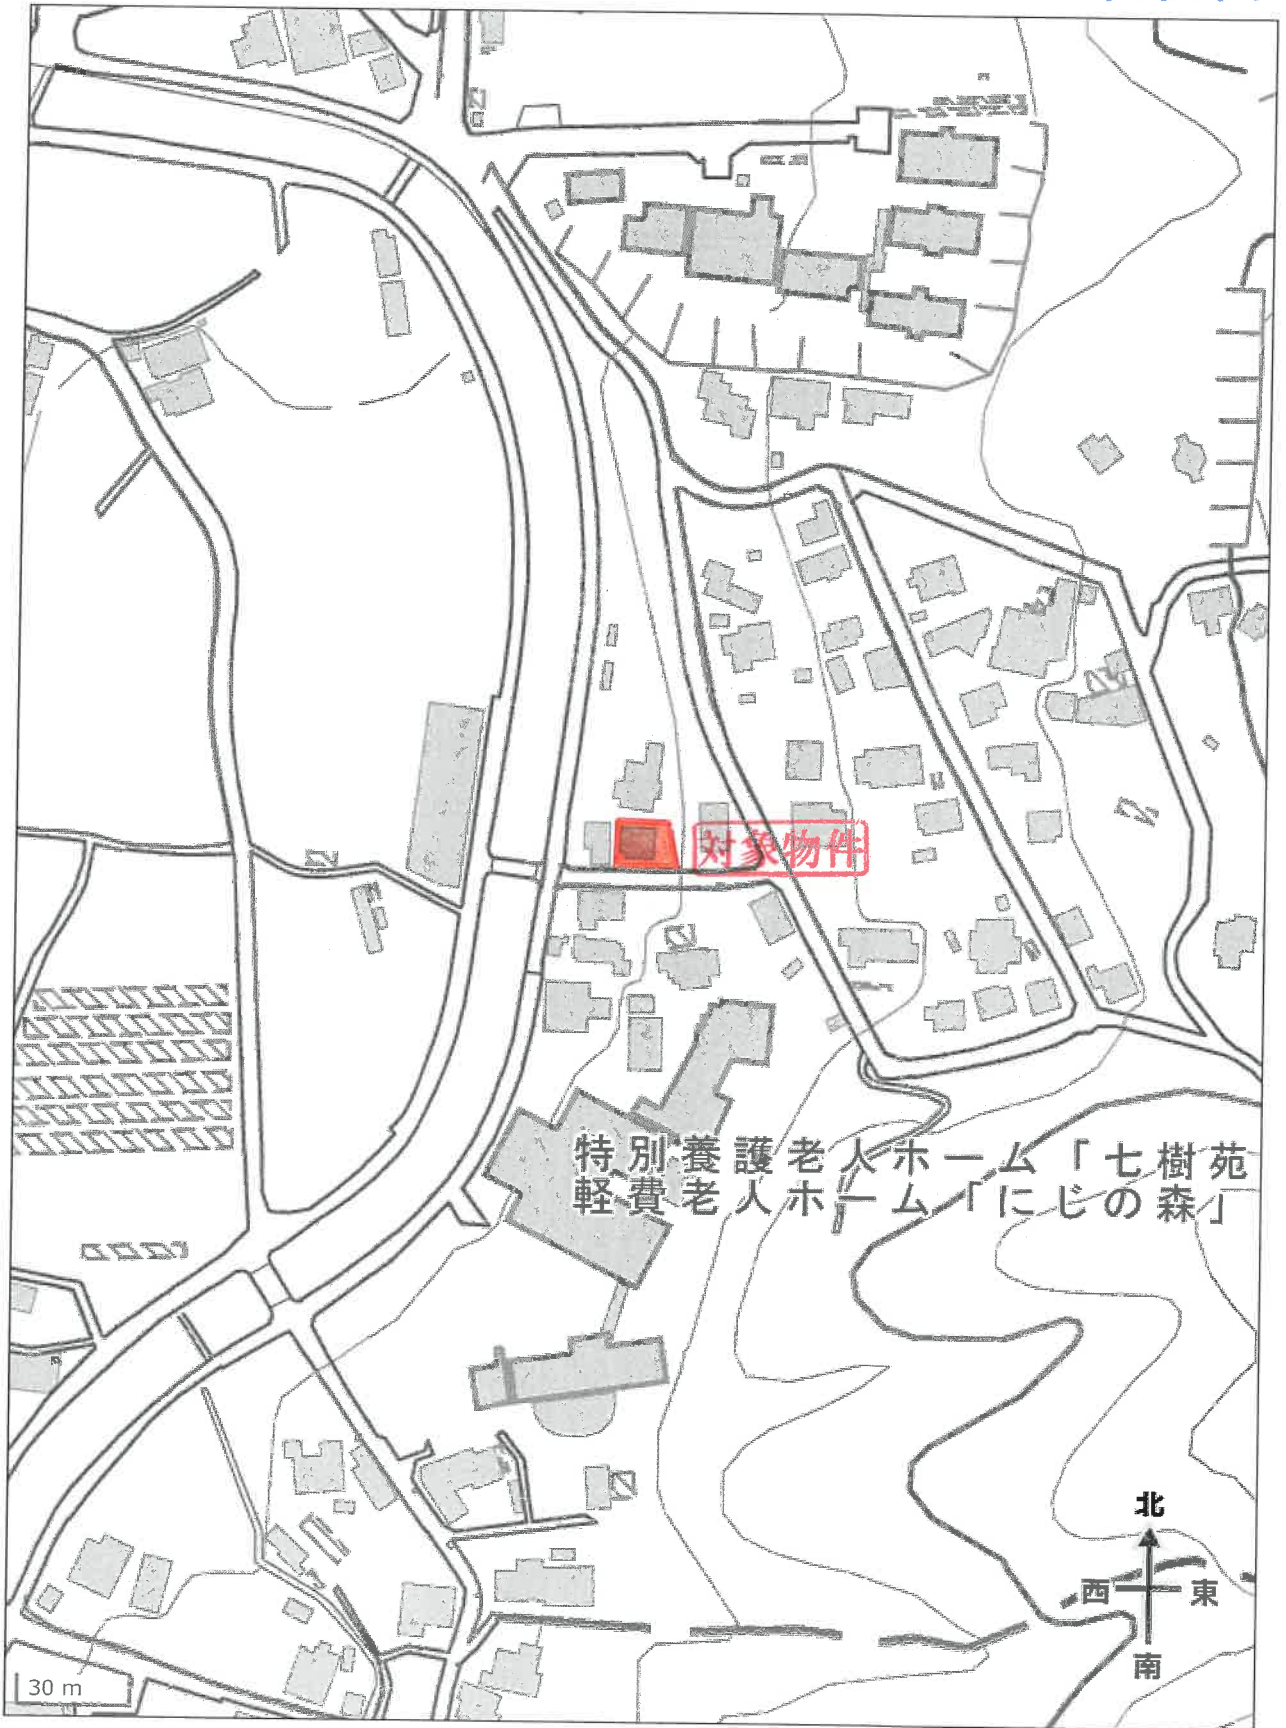 対象物件
特別養護老人ホーム「七樹苑
軽費老人ホーム「にじの森」
北
西 東
南
30 m